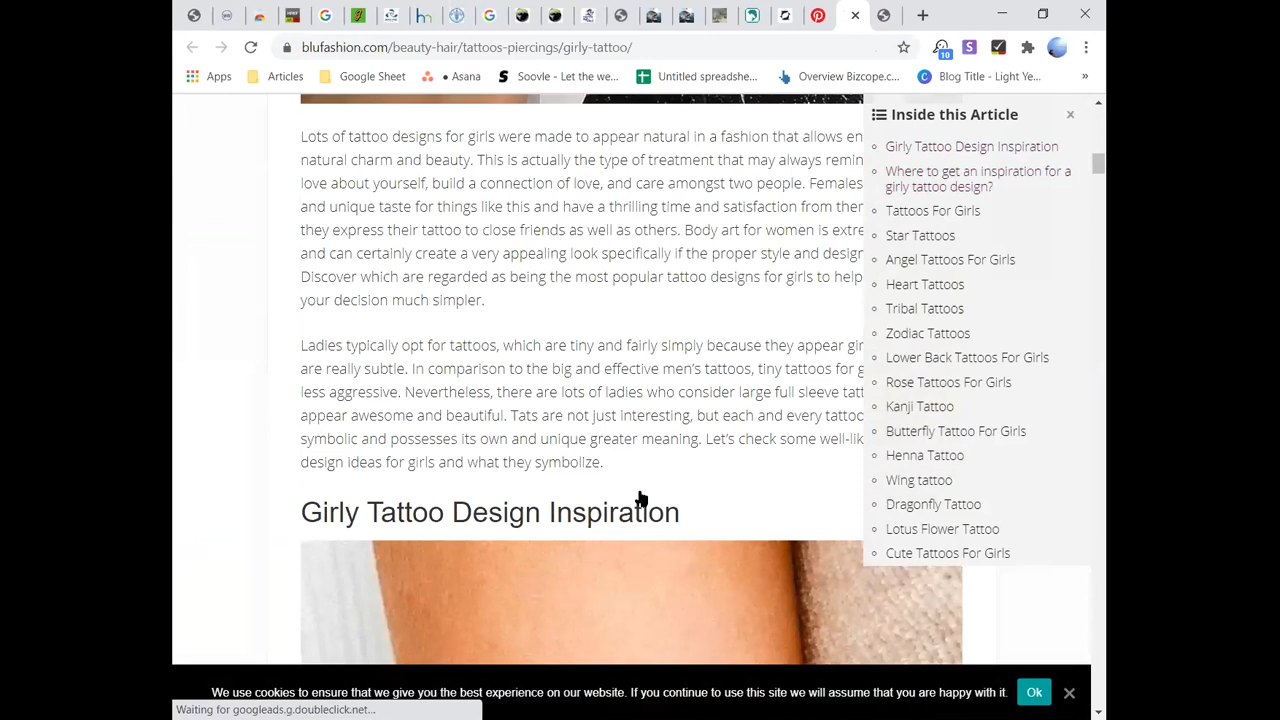 blufashion.com/beauty-hair/tattoos-piercings/girly-tattoo/
10
Apps Articles Google Sheet • Asana Soovle - Let the we... Untitled spreadshe... Overview Bizcope.c... Blog Title - Light Ye... »
Lots of tattoo designs for girls were made to appear natural in a fashion that allows en
natural charm and beauty. This is actually the type of treatment that may always remin
love about yourself, build a connection of love, and care amongst two people. Females
and unique taste for things like this and have a thrilling time and satisfaction from ther
they express their tattoo to close friends as well as others. Body art for women is extre
and can certainly create a very appealing look specifically if the proper style and design
Discover which are regarded as being the most popular tattoo designs for girls to help
your decision much simpler.
Ladies typically opt for tattoos, which are tiny and fairly simply because they appear gir
are really subtle. In comparison to the big and effective men's tattoos, tiny tattoos for g
less aggressive. Nevertheless, there are lots of ladies who consider large full sleeve tatt
appear awesome and beautiful. Tats are not just interesting, but each and every tattoo
symbolic and possesses its own and unique greater meaning. Let's check some well-lik
design ideas for girls and what they symbolize.
Girly Tattoo Design Inspiration
Inside this Article
Girly Tattoo Design Inspiration
Where to get an inspiration for a
girly tattoo design?
Tattoos For Girls
Star Tattoos
Angel Tattoos For Girls
Heart Tattoos
Tribal Tattoos
Zodiac Tattoos
Lower Back Tattoos For Girls
Rose Tattoos For Girls
Kanji Tattoo
Butterfly Tattoo For Girls
Henna Tattoo
Wing tattoo
Dragonfly Tattoo
Lotus Flower Tattoo
Cute Tattoos For Girls
We use cookies to ensure that we give you the best experience on our website. If you continue to use this site we will assume that you are happy with it. Ok
Waiting for googleads.g.doubleclick.net...